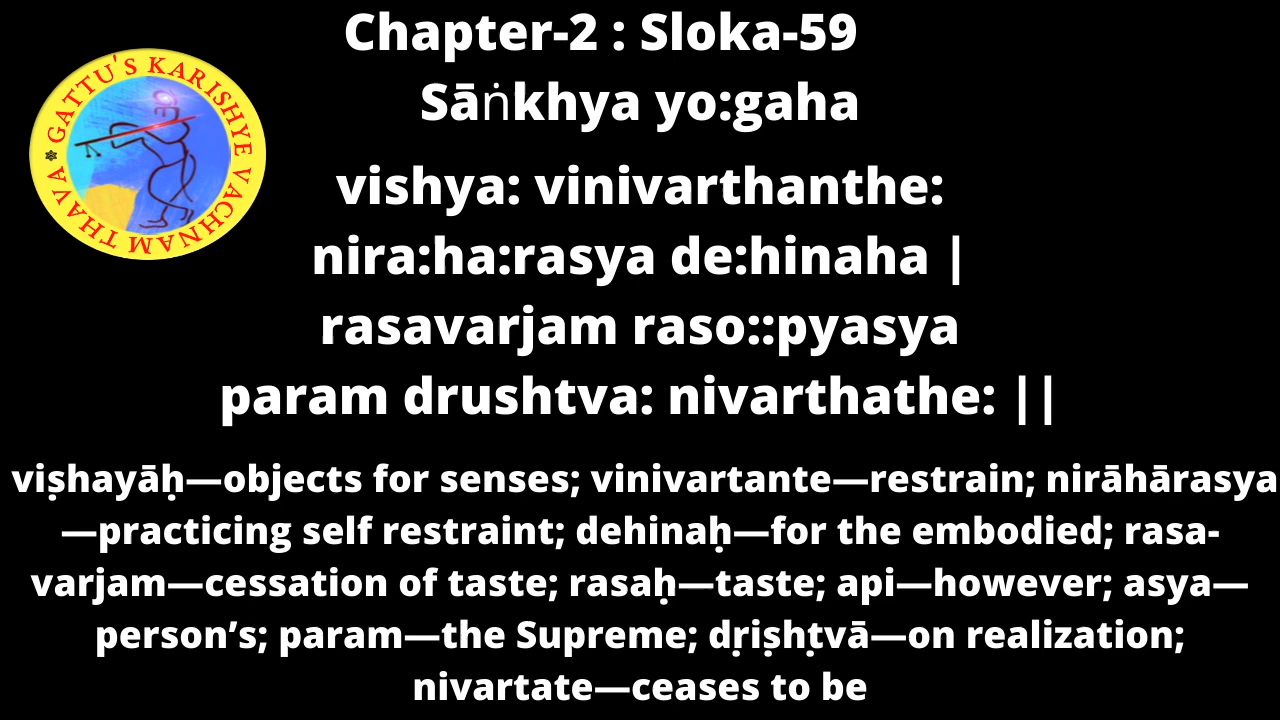 Chapter-2 : Sloka-59
Sāṅkhya yo:gaha
GATTU'S KARISHYE VACHNAM THAVA
vishya: vinivarthanthe:
nira:ha:rasya de:hinaha |
rasavarjam raso::pyasya
param drushtva: nivarthathe: ||
viṣhayāḥ—objects for senses; vinivartante—restrain; nirāhārasya
—practicing self restraint; dehinaḥ—for the embodied; rasa-
varjam—cessation of taste; rasaḥ—taste; api—however; asya—
person’s; param—the Supreme; dṛiṣhṭvā—on realization;
nivartate—ceases to be